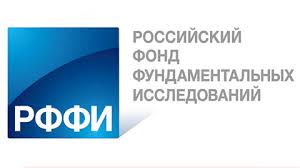 РФФИ
РОССИЙСКИЙ
ФОНД
ФУНДАМЕНТАЛЬНЫХ
ИССЛЕДОВАНИЙ